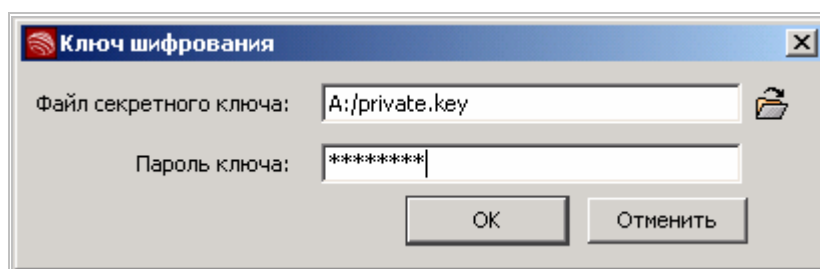 Ключ шифрования
Файл секретного ключа: A:/private.key
Пароль ключа: ********
OK Отменить